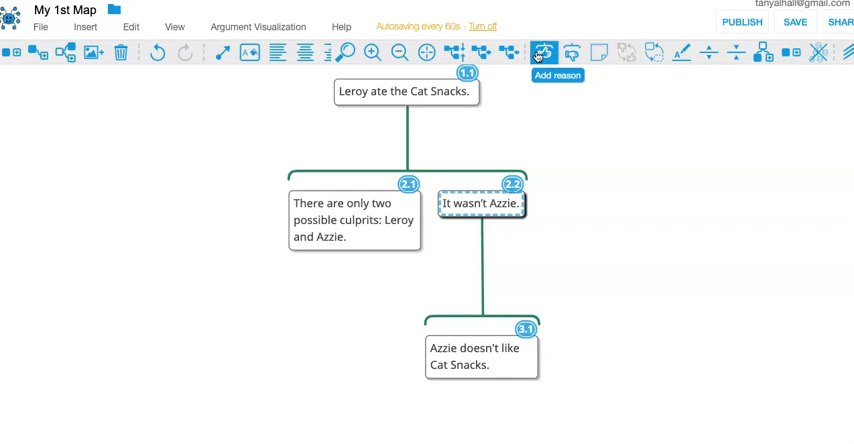 My 1st Map
tanyalhall@gmail.com
File Insert Edit View Argument Visualization Help Autosaving every 60s - Turn off
PUBLISH SAVE SHAR
Add reason
1.1
Leroy ate the Cat Snacks.
2.1
There are only two
possible culprits: Leroy
and Azzie.
2.2
It wasn't Azzie.
3.1
Azzie doesn't like
Cat Snacks.